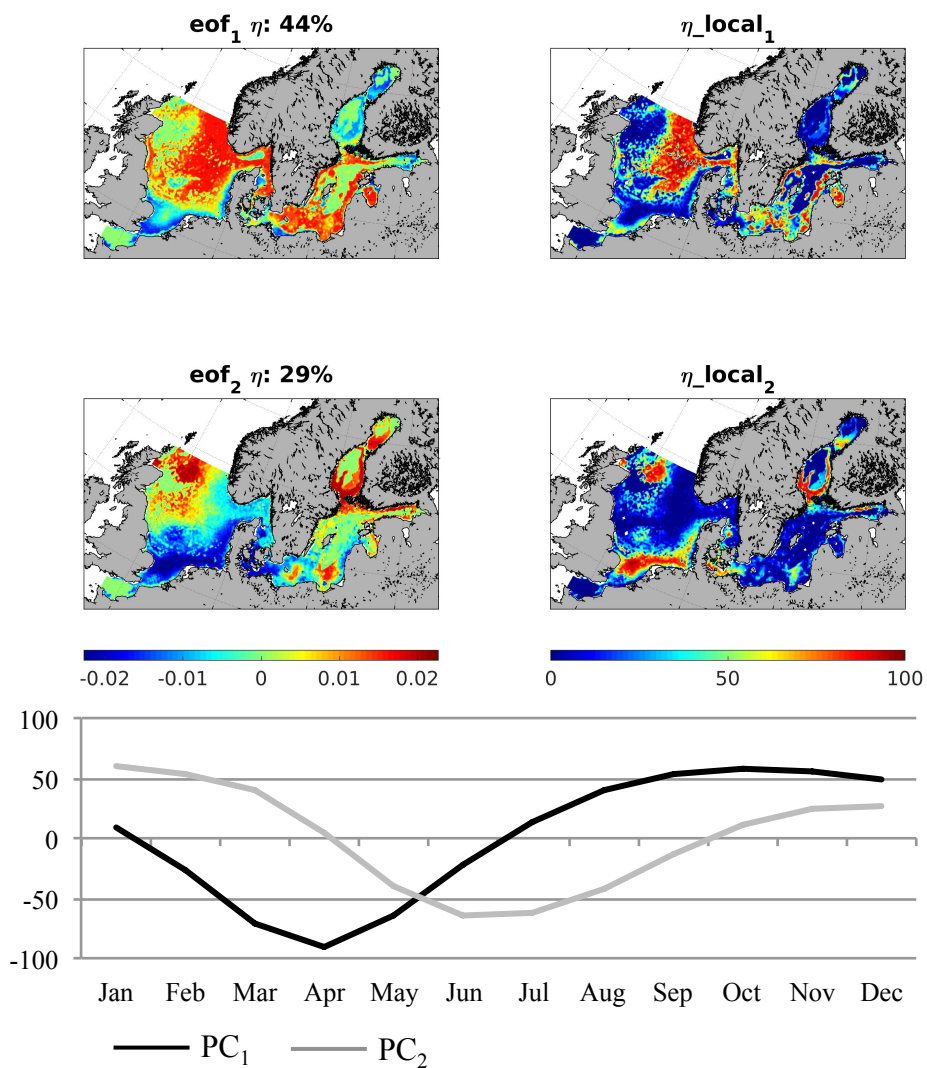 eof₁ η: 44%
η_local₁
eof₂ η: 29%
η_local₂
-0.02 -0.01 0 0.01 0.02
0 50 100
100
50
0
-50
-100
Jan Feb Mar Apr May Jun Jul Aug Sep Oct Nov Dec
PC₁ PC₂